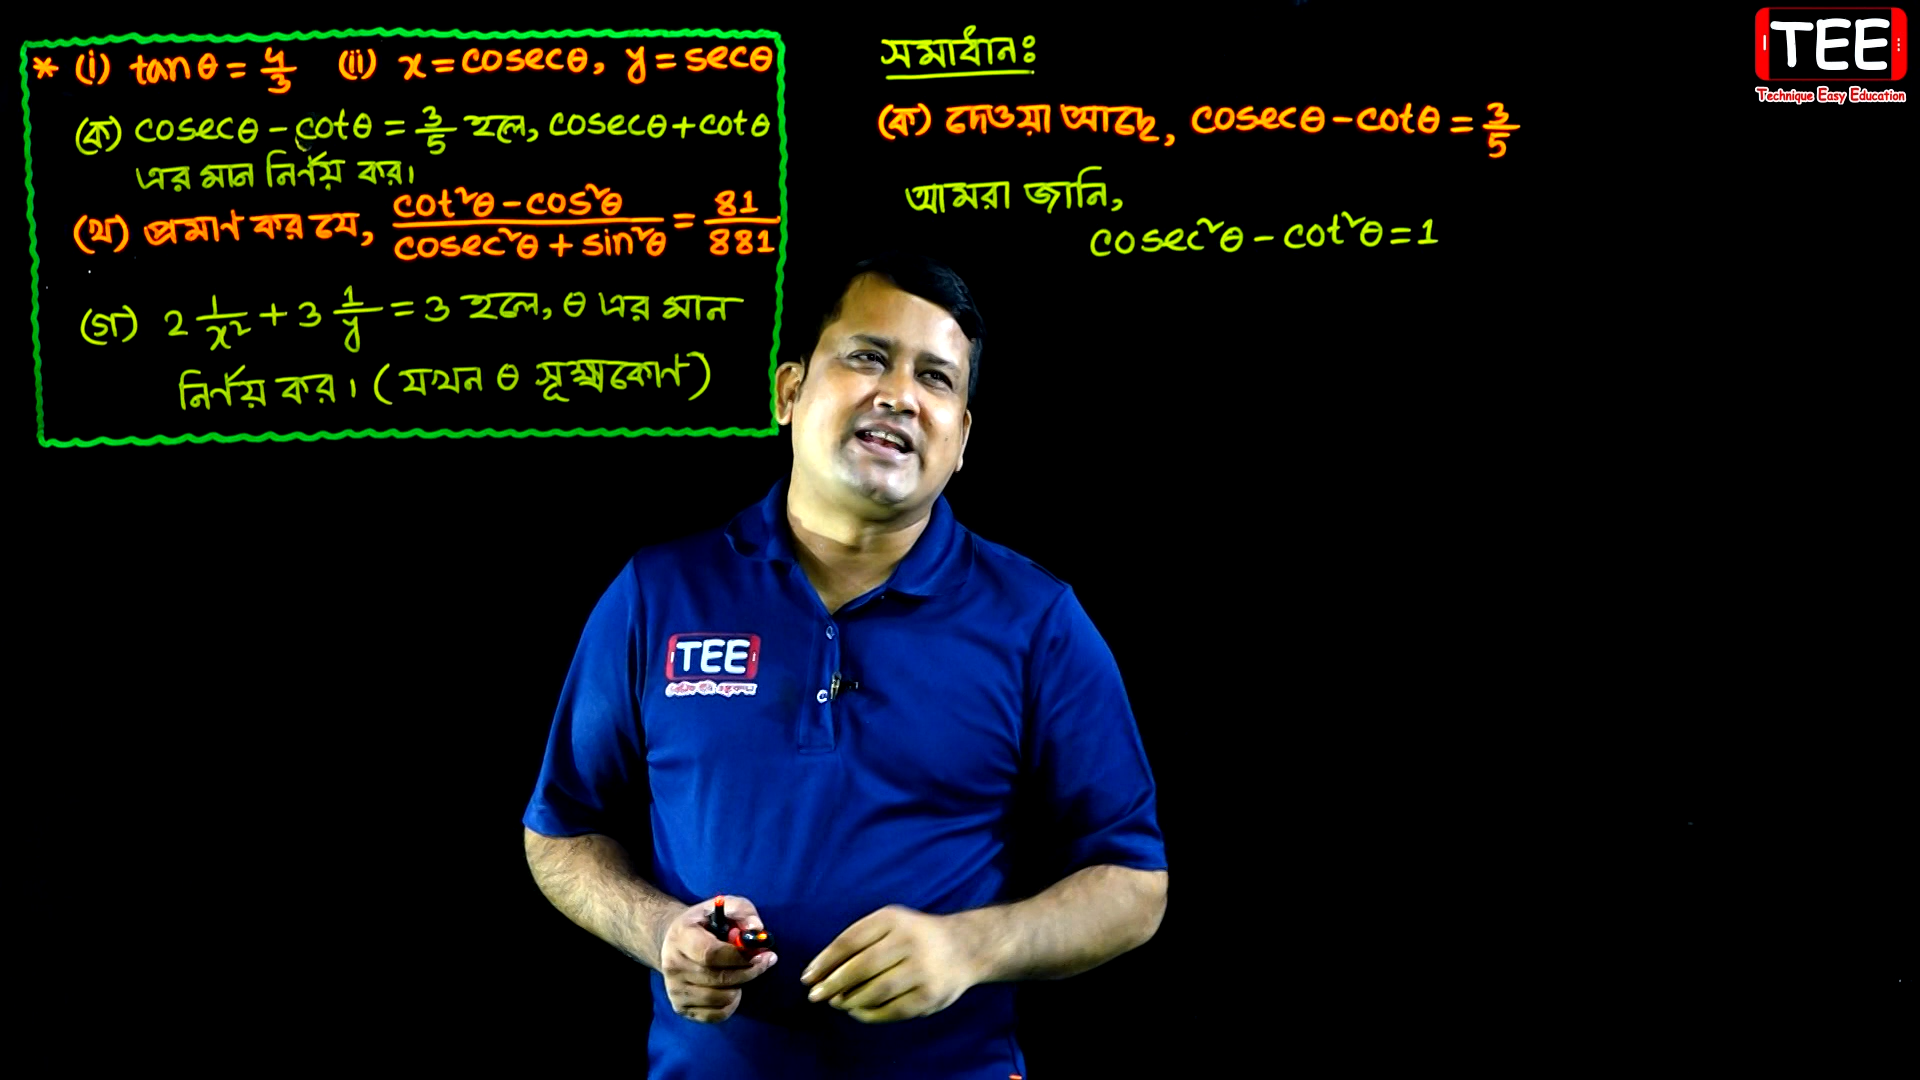 * (i) tanθ = 4/3 (ii) x = cosecθ, y = secθ
(ক) cosecθ - cotθ = 3/5 হলে, cosecθ + cotθ
এর মান নির্ণয় কর।
(খ) প্রমাণ কর যে, (cot²θ - cos²θ)/(cosec²θ + sin²θ) = 81/881
(গ) 2 1/x² + 3 1/y = 3 হলে, θ এর মান
নির্ণয় কর। (যখন θ সূক্ষ্মকোণ)
সমাধানঃ
(ক) দেওয়া আছে, cosecθ - cotθ = 3/5
আমরা জানি,
cosec²θ - cot²θ = 1
TEE
Technique Easy Education
TEE